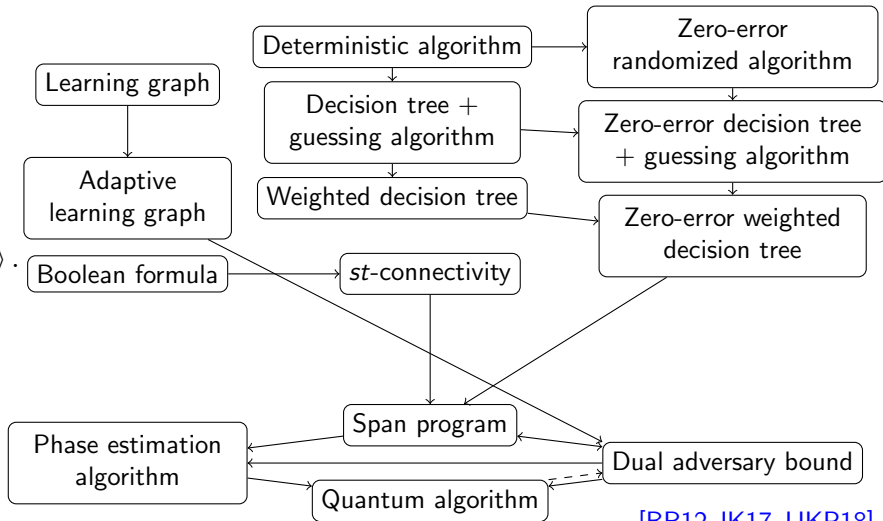 Deterministic algorithm
Zero-error
randomized algorithm
Learning graph
Decision tree +
guessing algorithm
Zero-error decision tree
+ guessing algorithm
Adaptive
learning graph
Weighted decision tree
Zero-error weighted
decision tree
⟩.
Boolean formula
st-connectivity
Span program
Phase estimation
algorithm
Dual adversary bound
Quantum algorithm